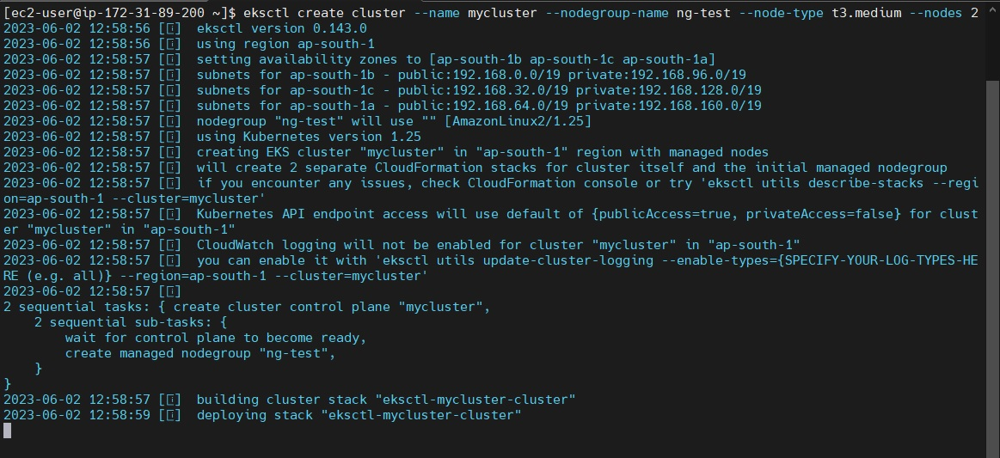 [ec2-user@ip-172-31-89-200 ~]$ eksctl create cluster --name mycluster --nodegroup-name ng-test --node-type t3.medium --nodes 2
2023-06-02 12:58:56 [ℹ]  eksctl version 0.143.0
2023-06-02 12:58:56 [ℹ]  using region ap-south-1
2023-06-02 12:58:57 [ℹ]  setting availability zones to [ap-south-1b ap-south-1c ap-south-1a]
2023-06-02 12:58:57 [ℹ]  subnets for ap-south-1b - public:192.168.0.0/19 private:192.168.96.0/19
2023-06-02 12:58:57 [ℹ]  subnets for ap-south-1c - public:192.168.32.0/19 private:192.168.128.0/19
2023-06-02 12:58:57 [ℹ]  subnets for ap-south-1a - public:192.168.64.0/19 private:192.168.160.0/19
2023-06-02 12:58:57 [ℹ]  nodegroup "ng-test" will use "" [AmazonLinux2/1.25]
2023-06-02 12:58:57 [ℹ]  using Kubernetes version 1.25
2023-06-02 12:58:57 [ℹ]  creating EKS cluster "mycluster" in "ap-south-1" region with managed nodes
2023-06-02 12:58:57 [ℹ]  will create 2 separate CloudFormation stacks for cluster itself and the initial managed nodegroup
2023-06-02 12:58:57 [ℹ]  if you encounter any issues, check CloudFormation console or try 'eksctl utils describe-stacks --regi
on=ap-south-1 --cluster=mycluster'
2023-06-02 12:58:57 [ℹ]  Kubernetes API endpoint access will use default of {publicAccess=true, privateAccess=false} for clust
er "mycluster" in "ap-south-1"
2023-06-02 12:58:57 [ℹ]  CloudWatch logging will not be enabled for cluster "mycluster" in "ap-south-1"
2023-06-02 12:58:57 [ℹ]  you can enable it with 'eksctl utils update-cluster-logging --enable-types={SPECIFY-YOUR-LOG-TYPES-HE
RE (e.g. all)} --region=ap-south-1 --cluster=mycluster'
2023-06-02 12:58:57 [ℹ]
2 sequential tasks: { create cluster control plane "mycluster",
    2 sequential sub-tasks: {
        wait for control plane to become ready,
        create managed nodegroup "ng-test",
    }
}
2023-06-02 12:58:57 [ℹ]  building cluster stack "eksctl-mycluster-cluster"
2023-06-02 12:58:59 [ℹ]  deploying stack "eksctl-mycluster-cluster"